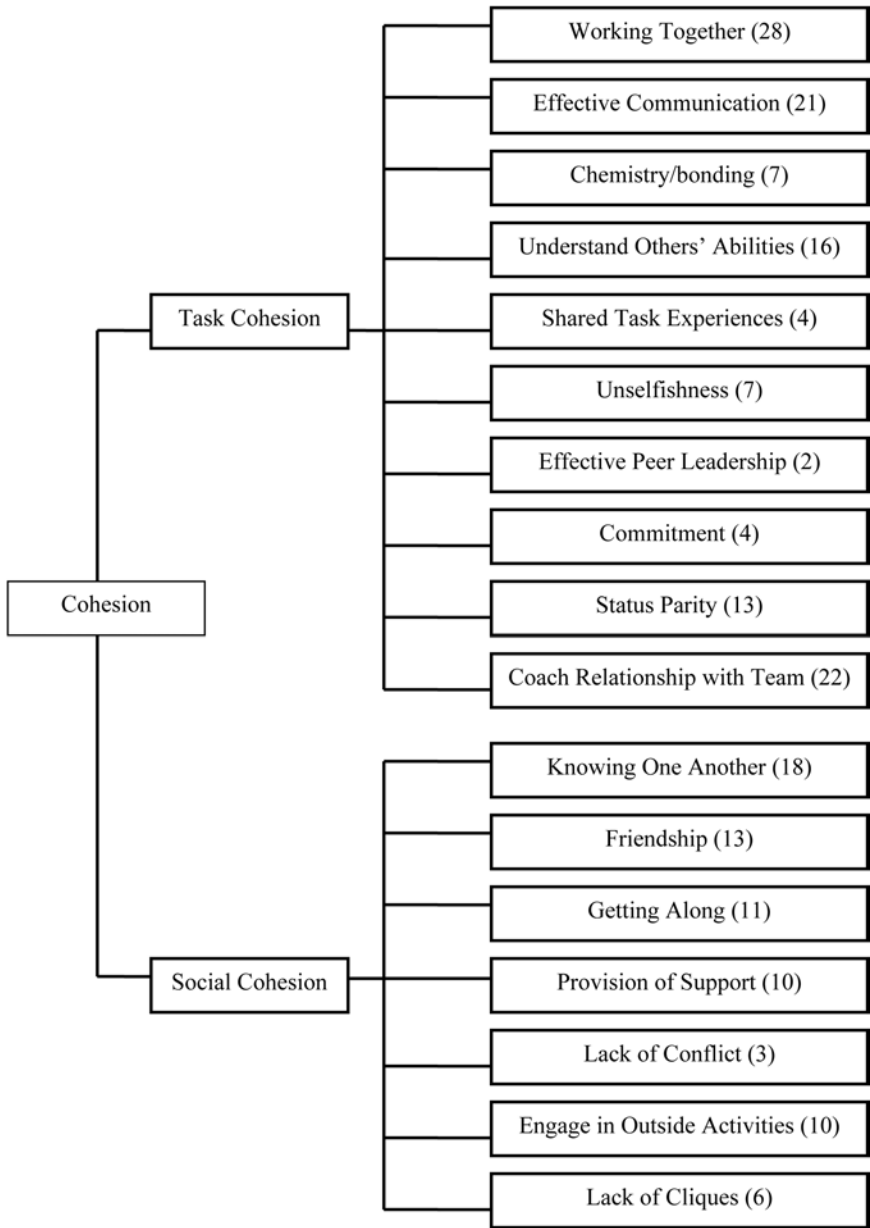 Working Together (28)
Effective Communication (21)
Chemistry/bonding (7)
Understand Others’ Abilities (16)
Task Cohesion
Shared Task Experiences (4)
Unselfishness (7)
Effective Peer Leadership (2)
Commitment (4)
Cohesion
Status Parity (13)
Coach Relationship with Team (22)
Knowing One Another (18)
Friendship (13)
Getting Along (11)
Social Cohesion
Provision of Support (10)
Lack of Conflict (3)
Engage in Outside Activities (10)
Lack of Cliques (6)